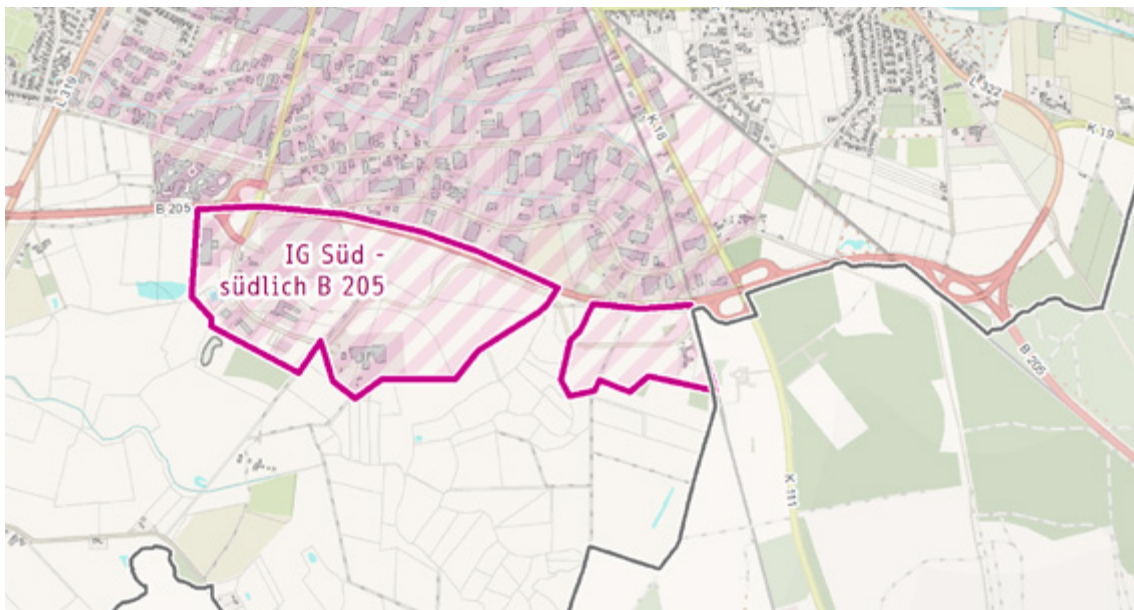 L 319
L 322
K 19
K 18
B 205
IG Süd -
südlich B 205
B 205
K 111